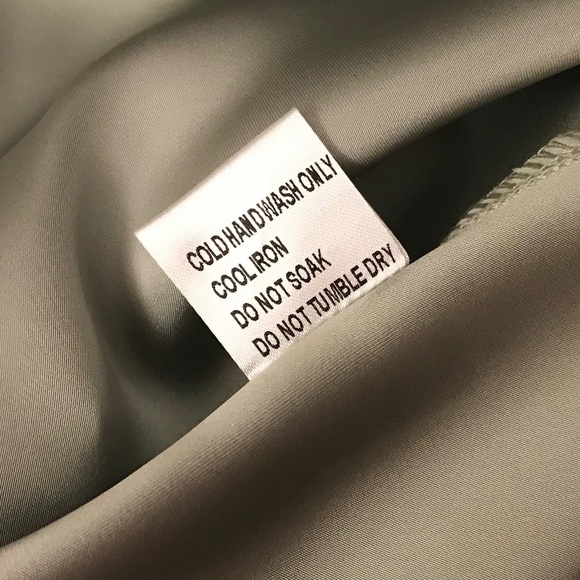 COLD HAND WASH ONLY
COOL IRON
DO NOT SOAK
DO NOT TUMBLE DRY